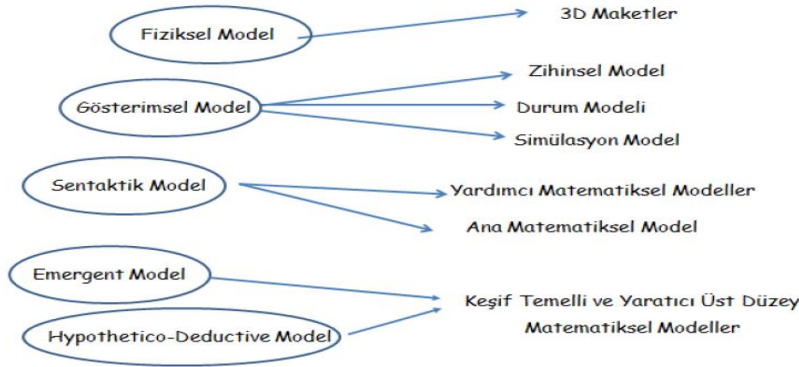 Fiziksel Model
3D Maketler
Gösterimsel Model
Zihinsel Model
Durum Modeli
Simülasyon Model
Sentaktik Model
Yardımcı Matematiksel Modeller
Ana Matematiksel Model
Emergent Model
Hypothetico-Deductive Model
Keşif Temelli ve Yaratıcı Üst Düzey
Matematiksel Modeller